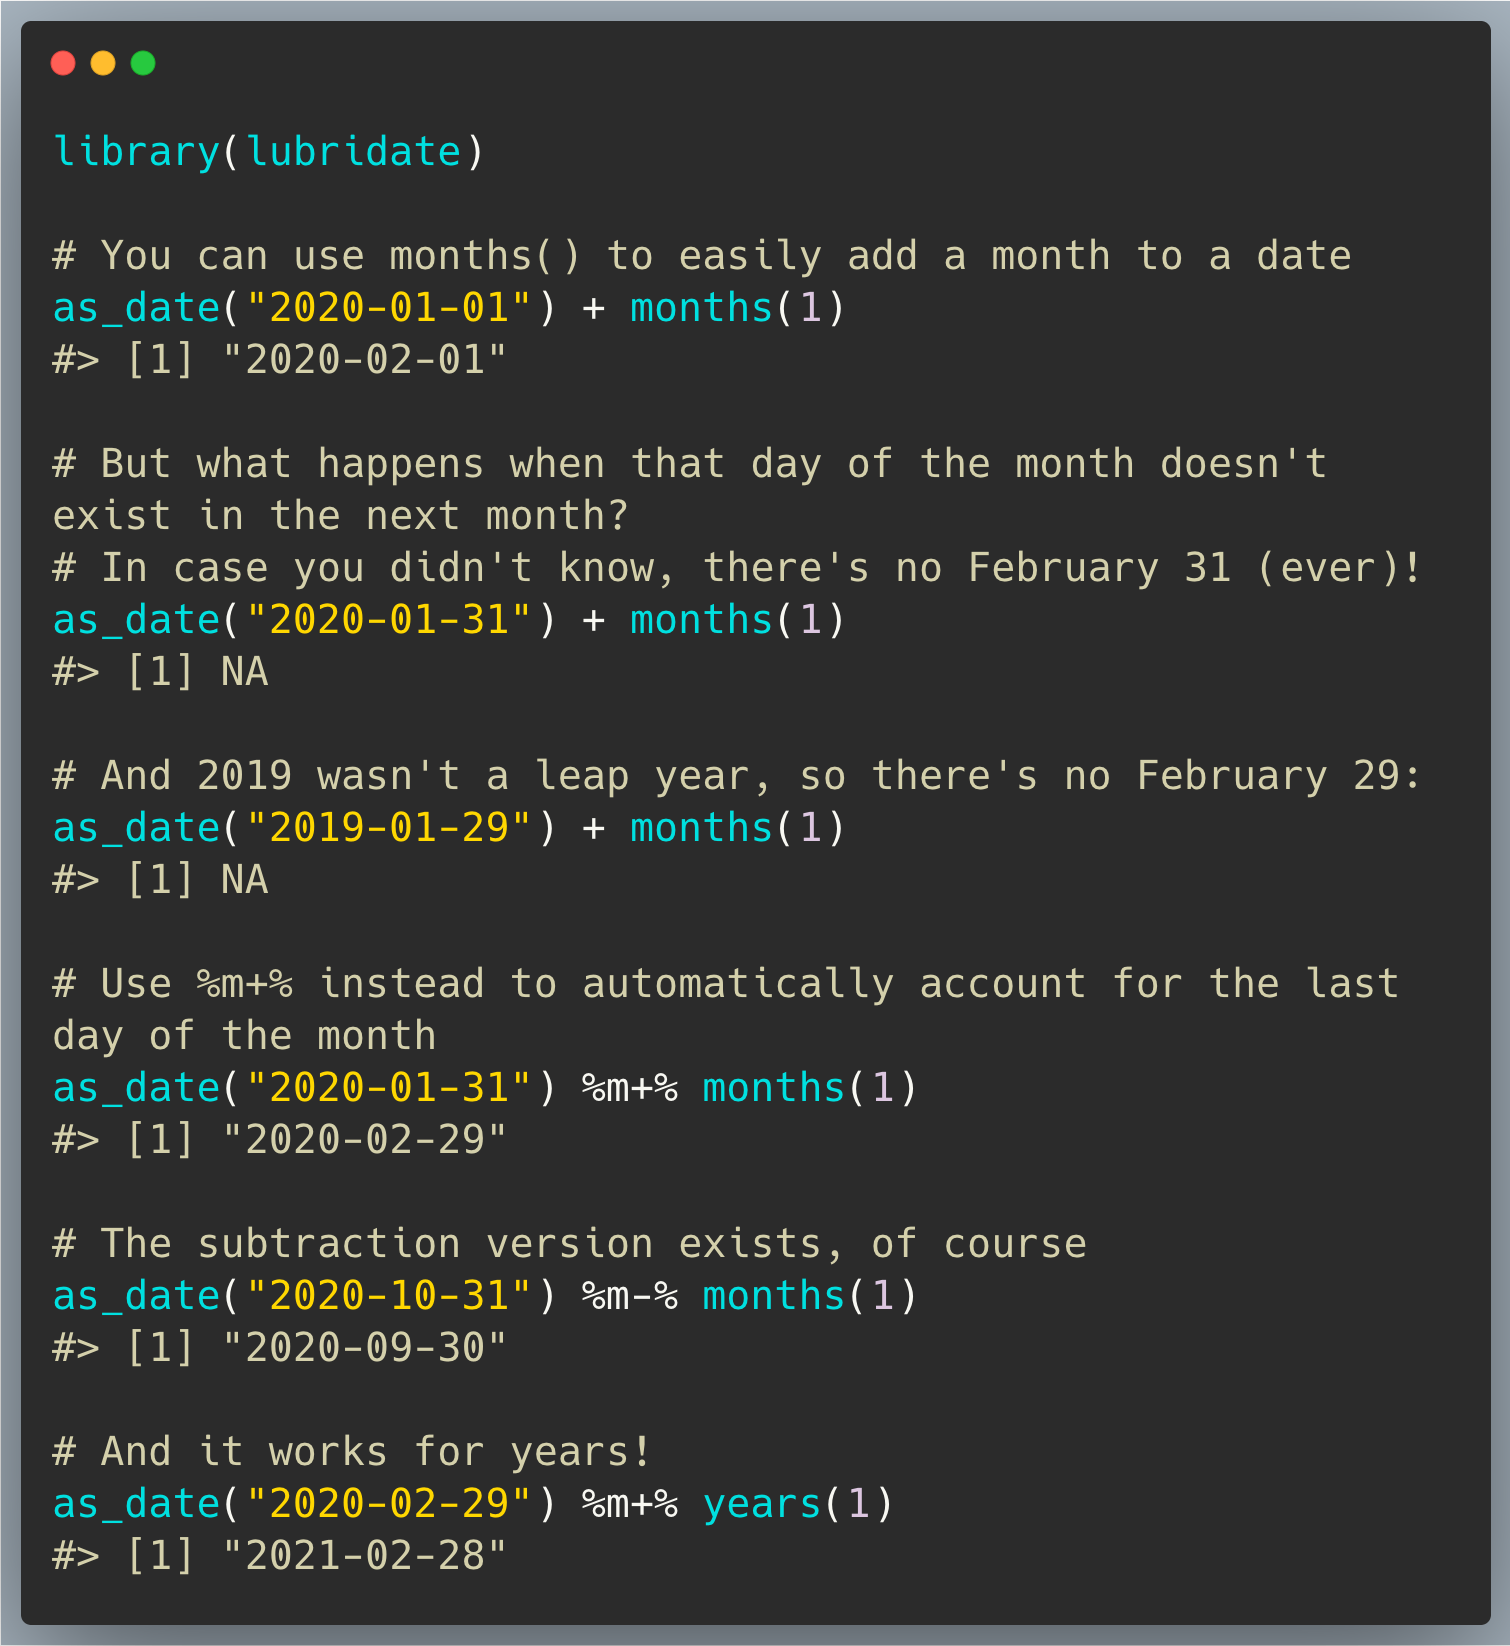 library(lubridate)
# You can use months() to easily add a month to a date
as_date("2020-01-01") + months(1)
#> [1] "2020-02-01"
# But what happens when that day of the month doesn't
exist in the next month?
# In case you didn't know, there's no February 31 (ever)!
as_date("2020-01-31") + months(1)
#> [1] NA
# And 2019 wasn't a leap year, so there's no February 29:
as_date("2019-01-29") + months(1)
#> [1] NA
# Use %m+% instead to automatically account for the last
day of the month
as_date("2020-01-31") %m+% months(1)
#> [1] "2020-02-29"
# The subtraction version exists, of course
as_date("2020-10-31") %m-% months(1)
#> [1] "2020-09-30"
# And it works for years!
as_date("2020-02-29") %m+% years(1)
#> [1] "2021-02-28"